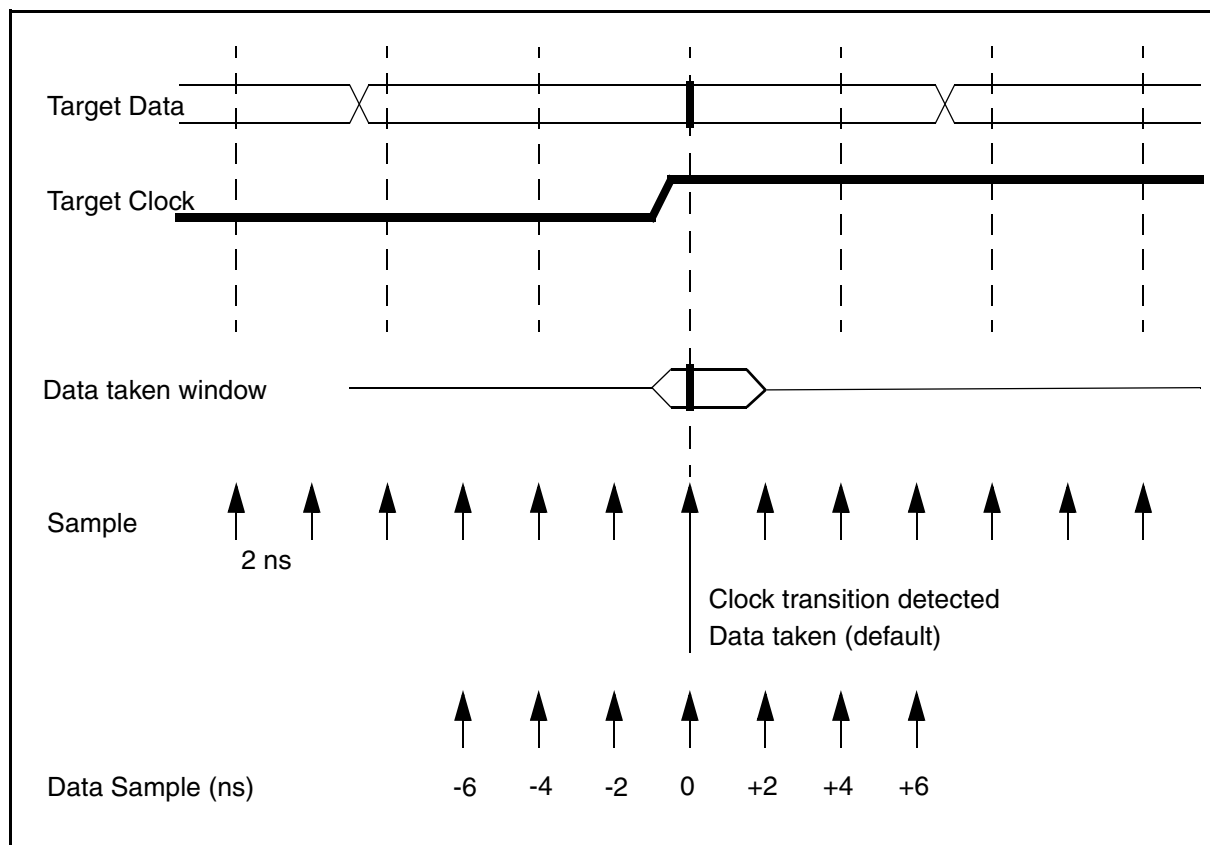 Target Data
Target Clock
Data taken window
Sample
2 ns
Clock transition detected
Data taken (default)
Data Sample (ns)
-6 -4 -2 0 +2 +4 +6